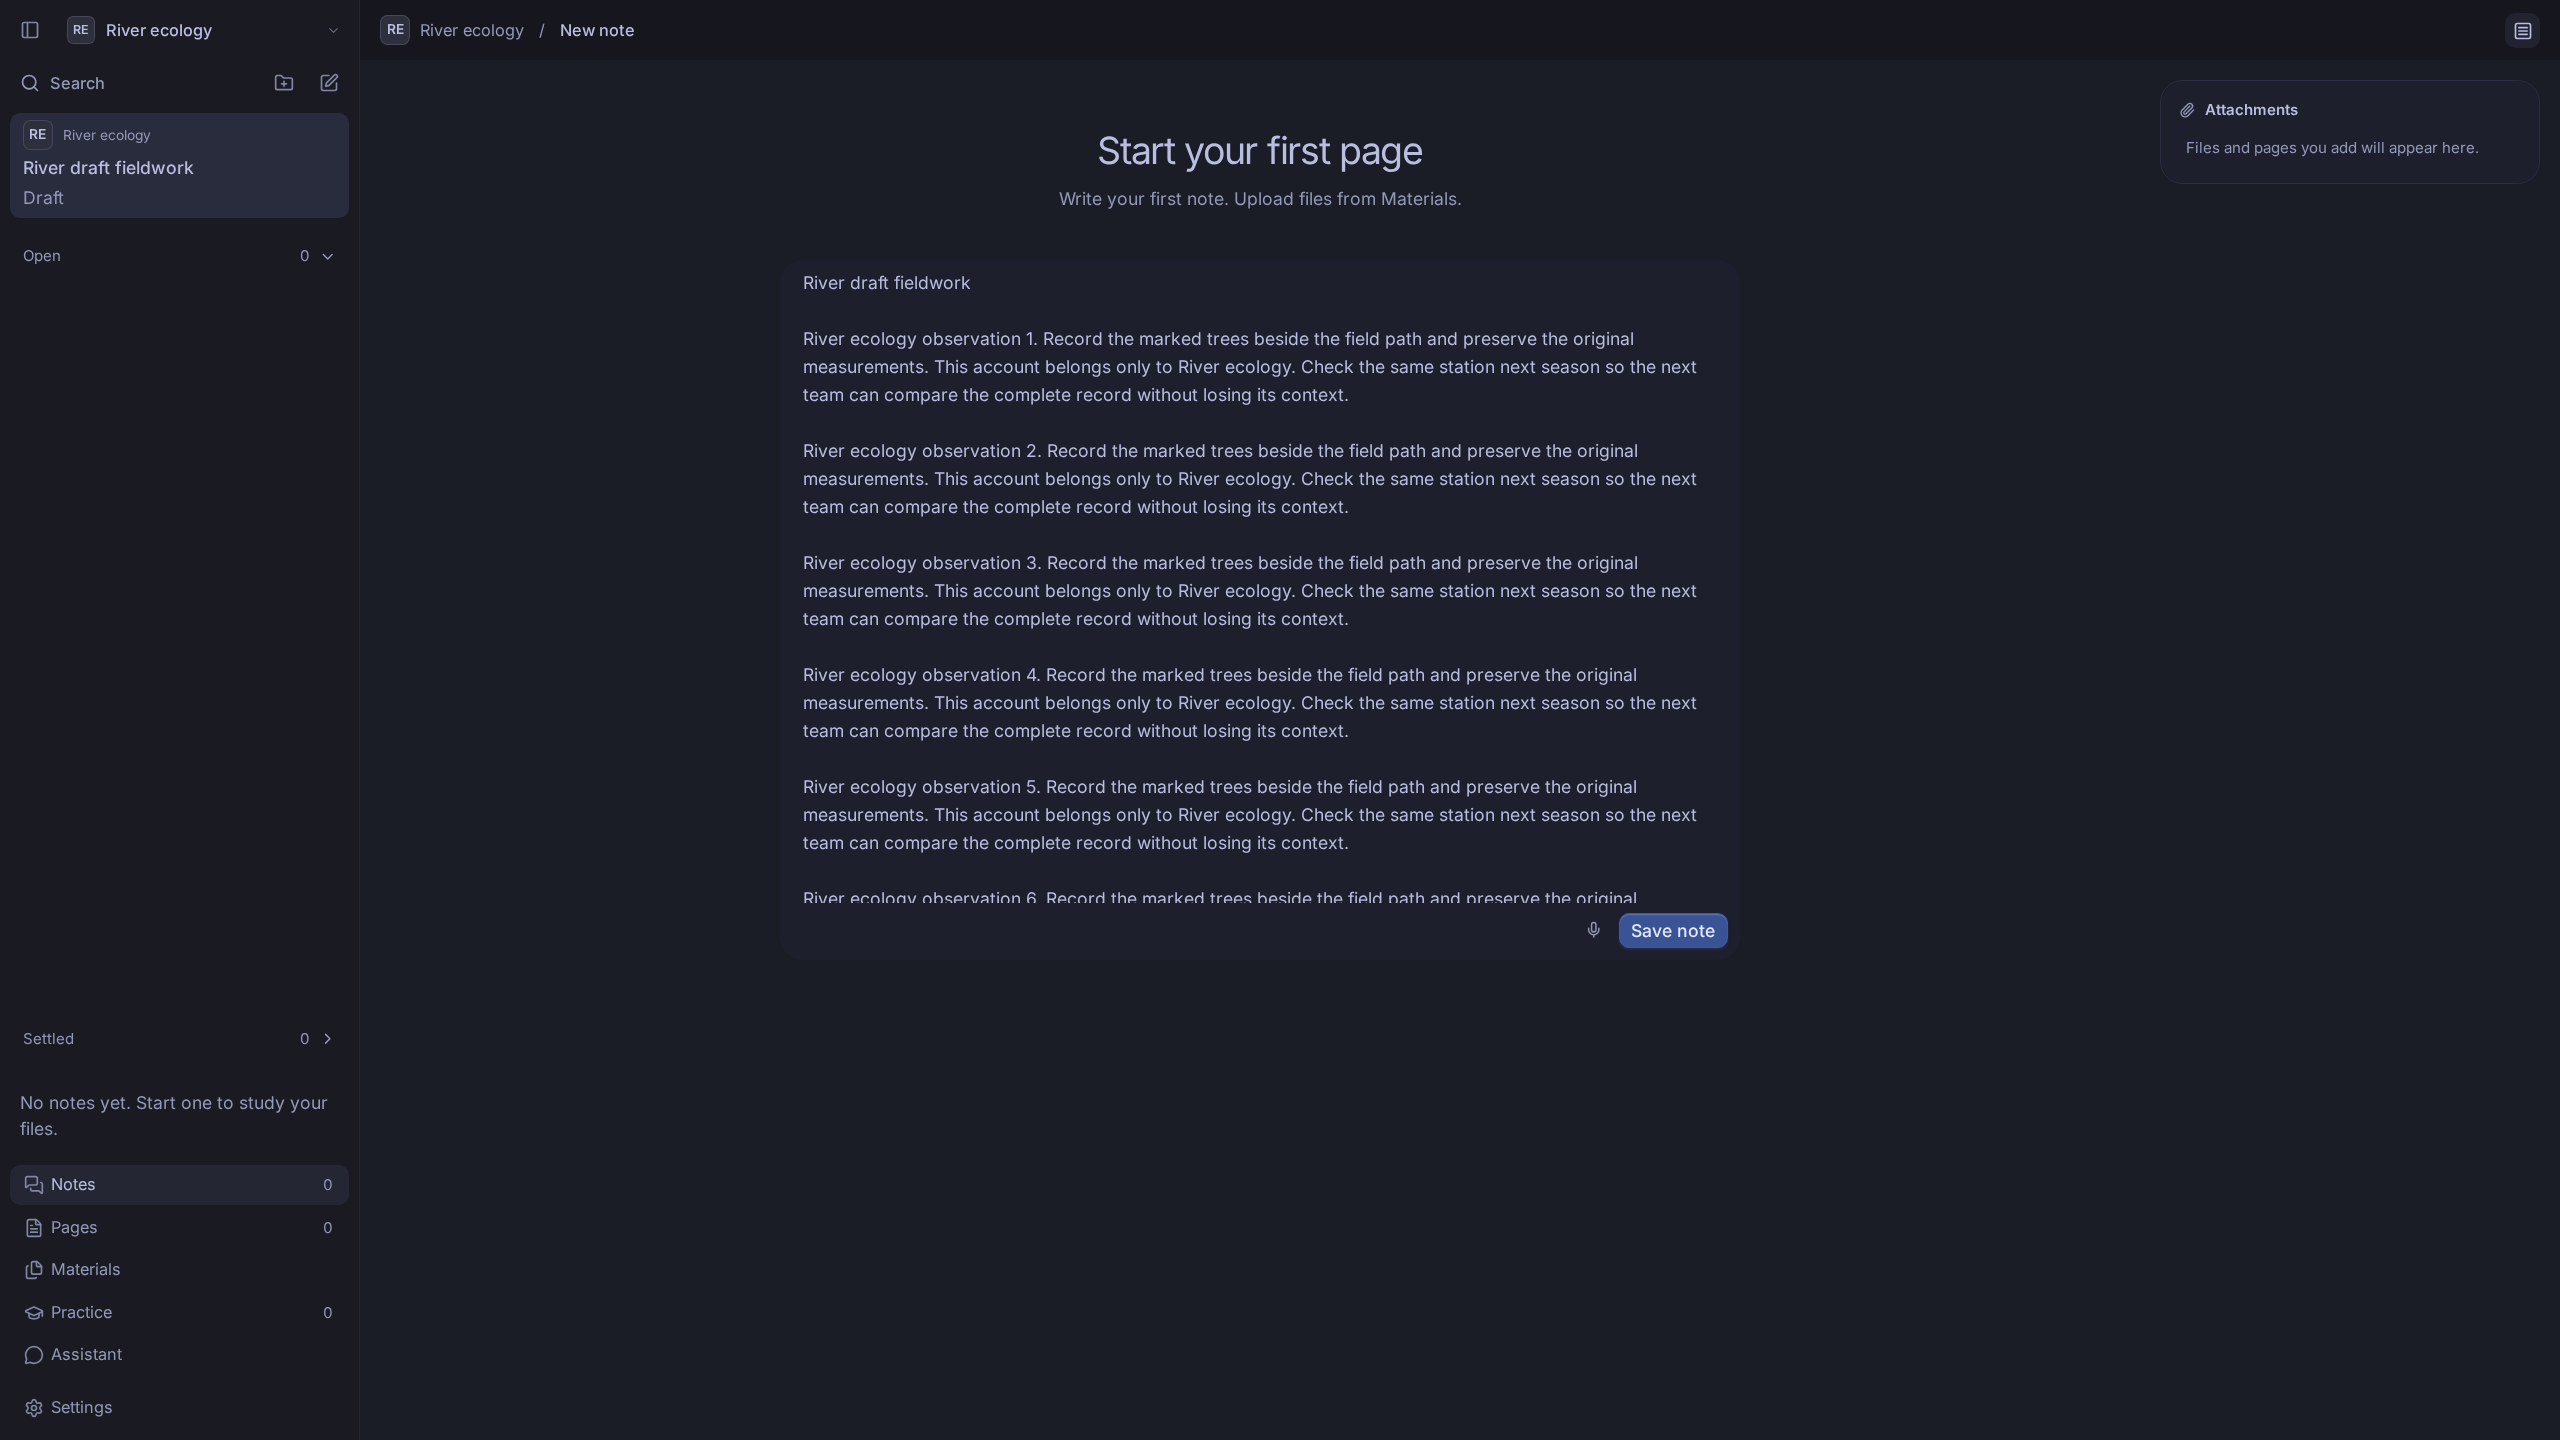 RE River ecology
RE River ecology / New note
Search
RE River ecology
River draft fieldwork
Draft
Open 0
Settled 0
No notes yet. Start one to study your
files.
Notes 0
Pages 0
Materials
Practice 0
Assistant
Settings
Start your first page
Write your first note. Upload files from Materials.
River draft fieldwork
River ecology observation 1. Record the marked trees beside the field path and preserve the original
measurements. This account belongs only to River ecology. Check the same station next season so the next
team can compare the complete record without losing its context.
River ecology observation 2. Record the marked trees beside the field path and preserve the original
measurements. This account belongs only to River ecology. Check the same station next season so the next
team can compare the complete record without losing its context.
River ecology observation 3. Record the marked trees beside the field path and preserve the original
measurements. This account belongs only to River ecology. Check the same station next season so the next
team can compare the complete record without losing its context.
River ecology observation 4. Record the marked trees beside the field path and preserve the original
measurements. This account belongs only to River ecology. Check the same station next season so the next
team can compare the complete record without losing its context.
River ecology observation 5. Record the marked trees beside the field path and preserve the original
measurements. This account belongs only to River ecology. Check the same station next season so the next
team can compare the complete record without losing its context.
River ecology observation 6. Record the marked trees beside the field path and preserve the original
Save note
Attachments
Files and pages you add will appear here.